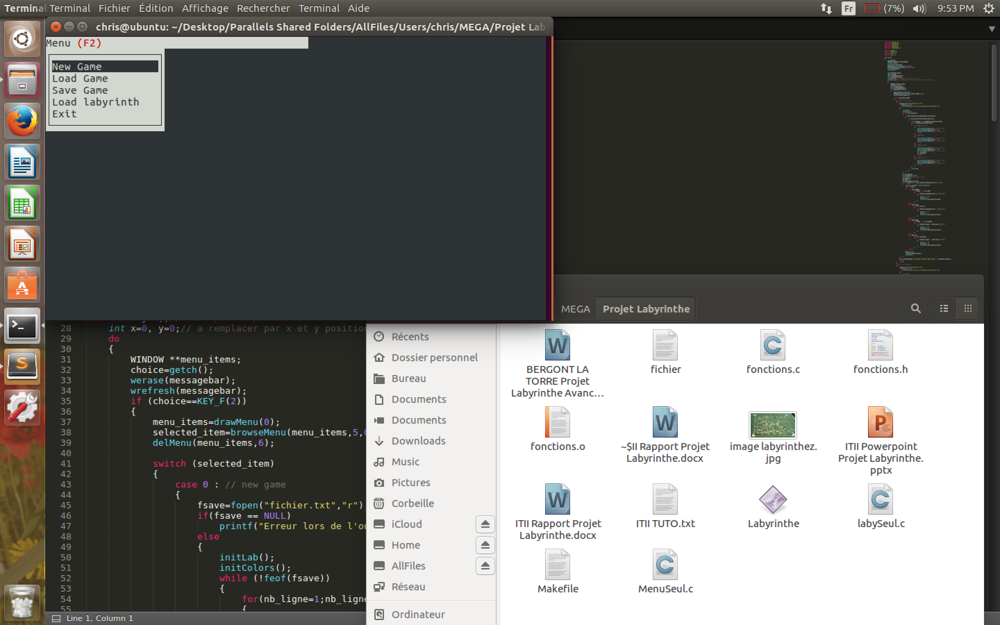 Terminal Terminal Fichier Édition Affichage Rechercher Terminal Aide
Fr (7%) 9:53 PM
chris@ubuntu: ~/Desktop/Parallels Shared Folders/AllFiles/Users/chris/MEGA/Projet Lab
Menu (F2)
New Game
Load Game
Save Game
Load labyrinth
Exit
28 int x=0, y=0;// a remplacer par x et y position
29 do
30 {
31 WINDOW **menu_items;
32 choice=getch();
33 werase(messagebar);
34 wrefresh(messagebar);
35 if (choice==KEY_F(2))
36 {
37 menu_items=drawMenu(0);
38 selected_item=browseMenu(menu_items,5,
39 delMenu(menu_items,6);
40
41 switch (selected_item)
42 {
43 case 0 : // new game
44 {
45 fsave=fopen("fichier.txt","r")
46 if(fsave == NULL)
47 printf("Erreur lors de l'ou
48 else
49 {
50 initLab();
51 initColors();
52 while (!feof(fsave))
53 {
54 for(nb_ligne=1;nb_ligne
55 {
Line 1, Column 1
MEGA Projet Labyrinthe
Récents
Dossier personnel
Bureau
Documents
Documents
Downloads
Music
Pictures
Corbeille
iCloud
Home
AllFiles
Réseau
Ordinateur
BERGONT LA
TORRE Projet
Labyrinthe Avanc...
fichier
fonctions.c
fonctions.h
fonctions.o
~$II Rapport Projet
Labyrinthe.docx
image labyrinthez.
jpg
ITII Powerpoint
Projet Labyrinthe.
pptx
ITII Rapport Projet
Labyrinthe.docx
ITII TUTO.txt
Labyrinthe
labySeul.c
Makefile
MenuSeul.c